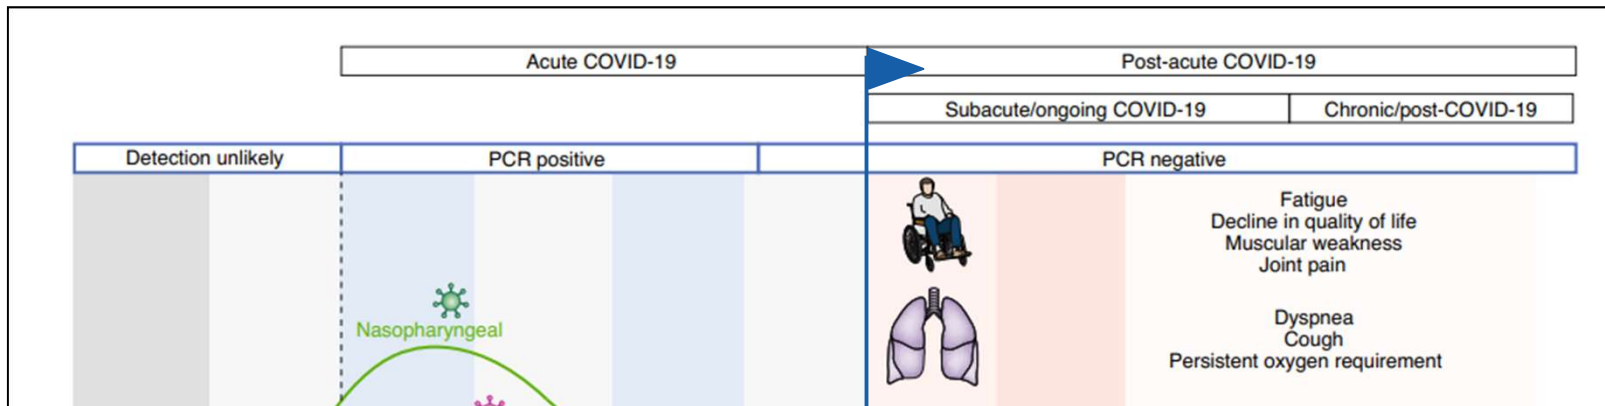 Acute COVID-19
Post-acute COVID-19
Subacute/ongoing COVID-19
Chronic/post-COVID-19
Detection unlikely
PCR positive
PCR negative
Fatigue
Decline in quality of life
Muscular weakness
Joint pain
Nasopharyngeal
Dyspnea
Cough
Persistent oxygen requirement